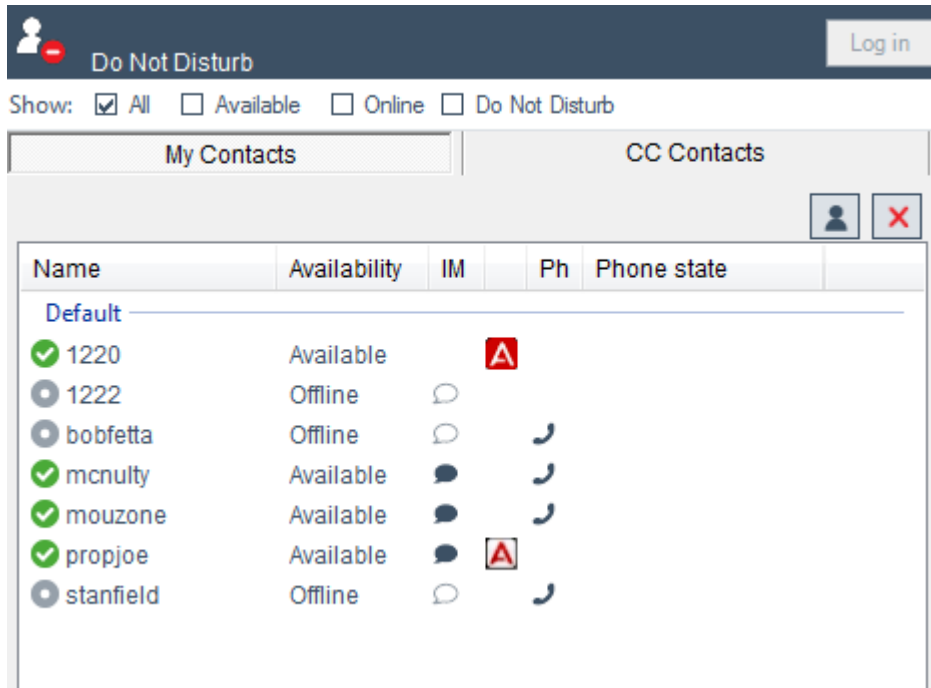 Log in
Do Not Disturb
Show: All Available Online Do Not Disturb
My Contacts CC Contacts
Name Availability IM Ph Phone state
Default
1220 Available A
1222 Offline
bobfetta Offline
mcnulty Available
mouzone Available
propjoe Available A
stanfield Offline